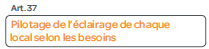 Art.37
Pilotage de l'éclairage de chaque
local selon les besoins